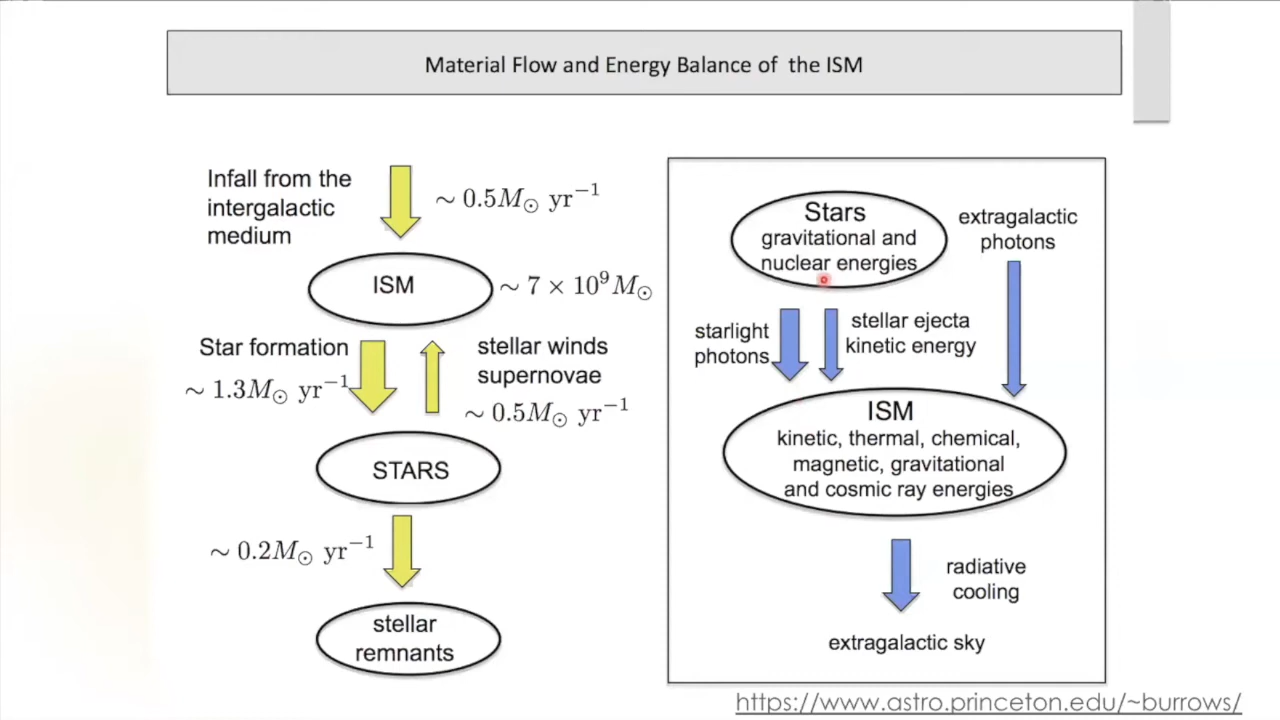 Material Flow and Energy Balance of the ISM
Infall from the
intergalactic
medium
∼ 0.5M⊙ yr⁻¹
ISM
∼ 7 × 10⁹M⊙
Star formation
∼ 1.3M⊙ yr⁻¹
stellar winds
supernovae
∼ 0.5M⊙ yr⁻¹
STARS
∼ 0.2M⊙ yr⁻¹
stellar
remnants
Stars
gravitational and
nuclear energies
extragalactic
photons
starlight
photons
stellar ejecta
kinetic energy
ISM
kinetic, thermal, chemical,
magnetic, gravitational
and cosmic ray energies
radiative
cooling
extragalactic sky
https://www.astro.princeton.edu/~burrows/